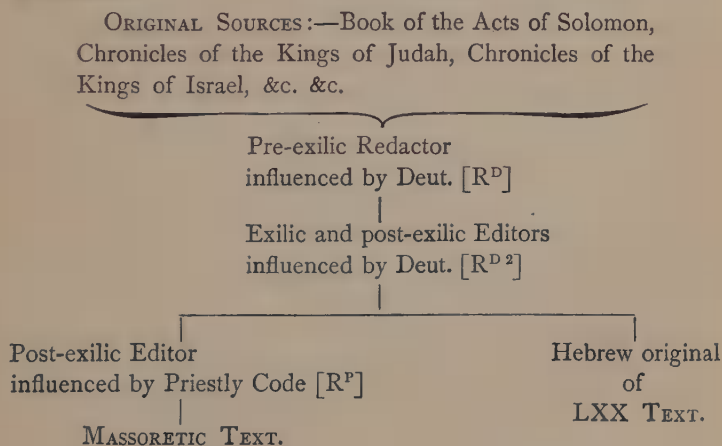 ORIGINAL SOURCES:—Book of the Acts of Solomon,
Chronicles of the Kings of Judah, Chronicles of the
Kings of Israel, &c. &c.
Pre-exilic Redactor
influenced by Deut. [Rᴰ]
Exilic and post-exilic Editors
influenced by Deut. [Rᴰ ²]
Post-exilic Editor
influenced by Priestly Code [Rᴾ]
MASSORETIC TEXT.
Hebrew original
of
LXX TEXT.